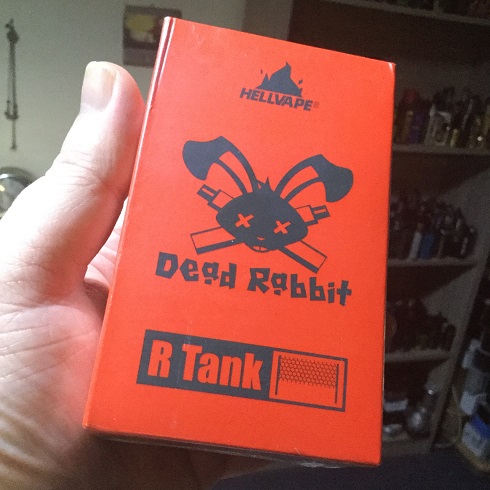 HELLVAPE®
Dead Rabbit
R Tank